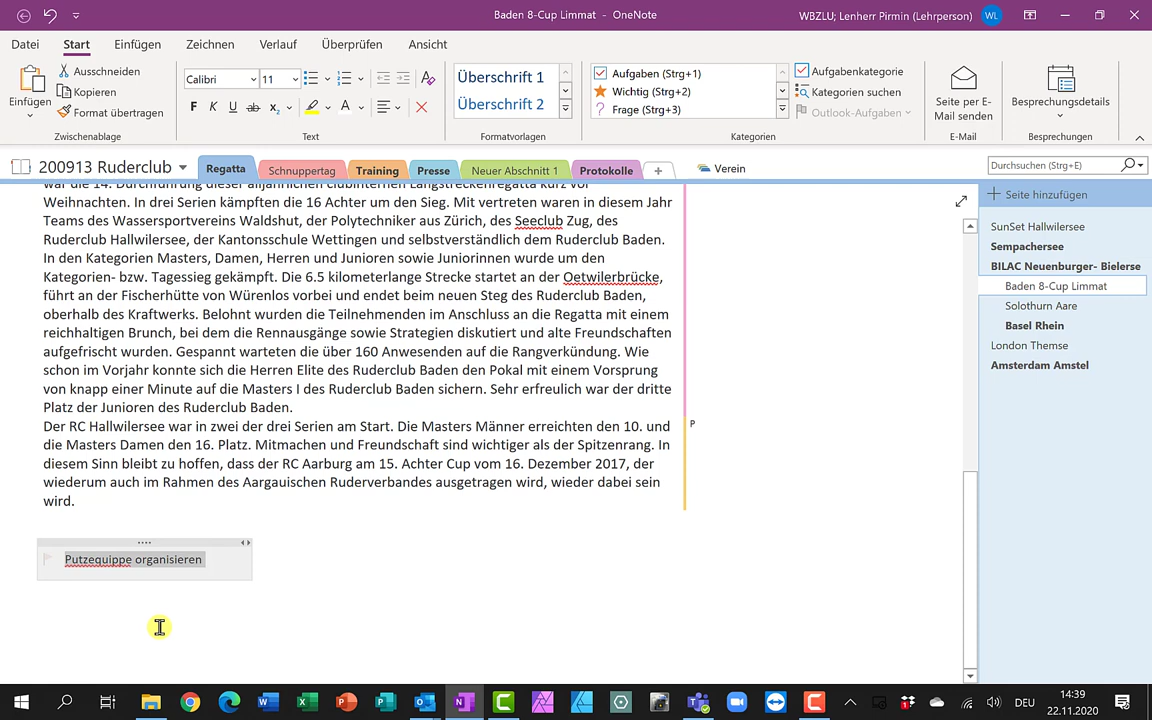 Baden 8-Cup Limmat - OneNote
WBZLU; Lenherr Pirmin (Lehrperson) WL
Datei Start Einfügen Zeichnen Verlauf Überprüfen Ansicht
Einfügen
Ausschneiden
Kopieren
Format übertragen
Zwischenablage
Calibri 11
F K U ab x₂ A
Text
Überschrift 1
Überschrift 2
Formatvorlagen
Aufgaben (Strg+1)
Wichtig (Strg+2)
? Frage (Strg+3)
Aufgabenkategorie
Kategorien suchen
Outlook-Aufgaben
Kategorien
Seite per E-
Mail senden
E-Mail
Besprechungsdetails
Besprechungen
200913 Ruderclub
Regatta Schnuppertag Training Presse Neuer Abschnitt 1 Protokolle + Verein
Durchsuchen (Strg+E)
war die 14. Durchführung dieser alljährlichen clubinternen Langstreckenregatta kurz vor
Weihnachten. In drei Serien kämpften die 16 Achter um den Sieg. Mit vertreten waren in diesem Jahr
Teams des Wassersportvereins Waldshut, der Polytechniker aus Zürich, des Seeclub Zug, des
Ruderclub Hallwilersee, der Kantonsschule Wettingen und selbstverständlich dem Ruderclub Baden.
In den Kategorien Masters, Damen, Herren und Junioren sowie Juniorinnen wurde um den
Kategorien- bzw. Tagessieg gekämpft. Die 6.5 kilometerlange Strecke startet an der Oetwilerbrücke,
führt an der Fischerhütte von Würenlos vorbei und endet beim neuen Steg des Ruderclub Baden,
oberhalb des Kraftwerks. Belohnt wurden die Teilnehmenden im Anschluss an die Regatta mit einem
reichhaltigen Brunch, bei dem die Rennausgänge sowie Strategien diskutiert und alte Freundschaften
aufgefrischt wurden. Gespannt warteten die über 160 Anwesenden auf die Rangverkündung. Wie
schon im Vorjahr konnte sich die Herren Elite des Ruderclub Baden den Pokal mit einem Vorsprung
von knapp einer Minute auf die Masters I des Ruderclub Baden sichern. Sehr erfreulich war der dritte
Platz der Junioren des Ruderclub Baden.
Der RC Hallwilersee war in zwei der drei Serien am Start. Die Masters Männer erreichten den 10. und
die Masters Damen den 16. Platz. Mitmachen und Freundschaft sind wichtiger als der Spitzenrang. In
diesem Sinn bleibt zu hoffen, dass der RC Aarburg am 15. Achter Cup vom 16. Dezember 2017, der
wiederum auch im Rahmen des Aargauischen Ruderverbandes ausgetragen wird, wieder dabei sein
wird.
P
Putzequippe organisieren
Seite hinzufügen
SunSet Hallwilersee
Sempachersee
BILAC Neuenburger- Bielerse
Baden 8-Cup Limmat
Solothurn Aare
Basel Rhein
London Themse
Amsterdam Amstel
DEU
14:39
22.11.2020